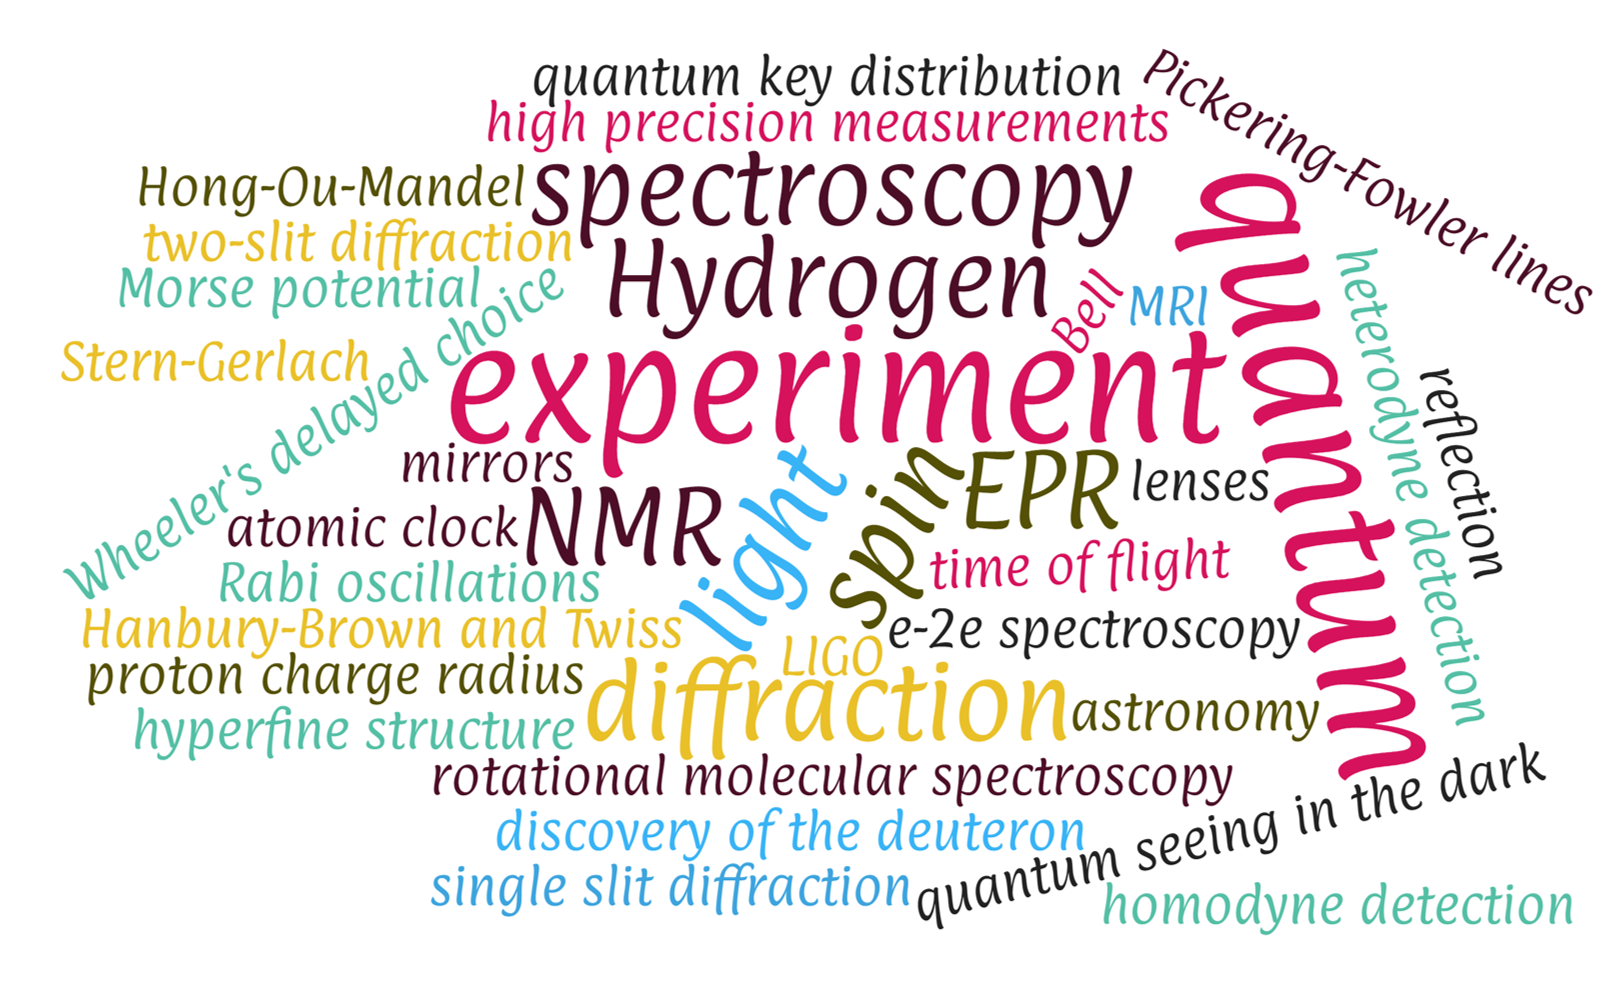 quantum key distribution
Pickering-Fowler lines
high precision measurements
Hong-Ou-Mandel
spectroscopy
quantum
two-slit diffraction
Hydrogen
Morse potential
Bell
MRI
heterodyne detection
Wheeler's delayed choice
Stern-Gerlach
experiment
reflection
mirrors
light
spin
EPR
lenses
atomic clock
NMR
time of flight
Rabi oscillations
Hanbury-Brown and Twiss
LIGO
e-2e spectroscopy
proton charge radius
diffraction
astronomy
hyperfine structure
rotational molecular spectroscopy
quantum seeing in the dark
discovery of the deuteron
single slit diffraction
homodyne detection